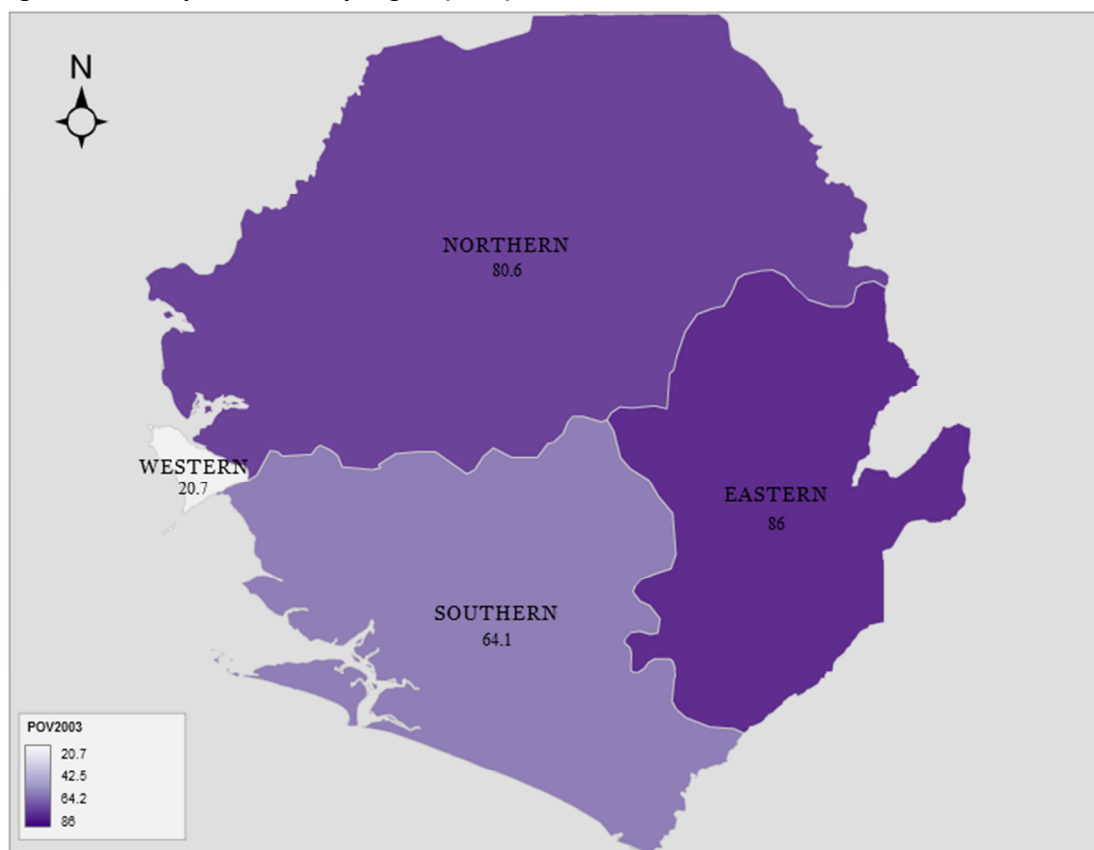 N
NORTHERN
80.6
WESTERN
20.7
EASTERN
86
SOUTHERN
64.1
POV2003
20.7
42.5
64.2
86